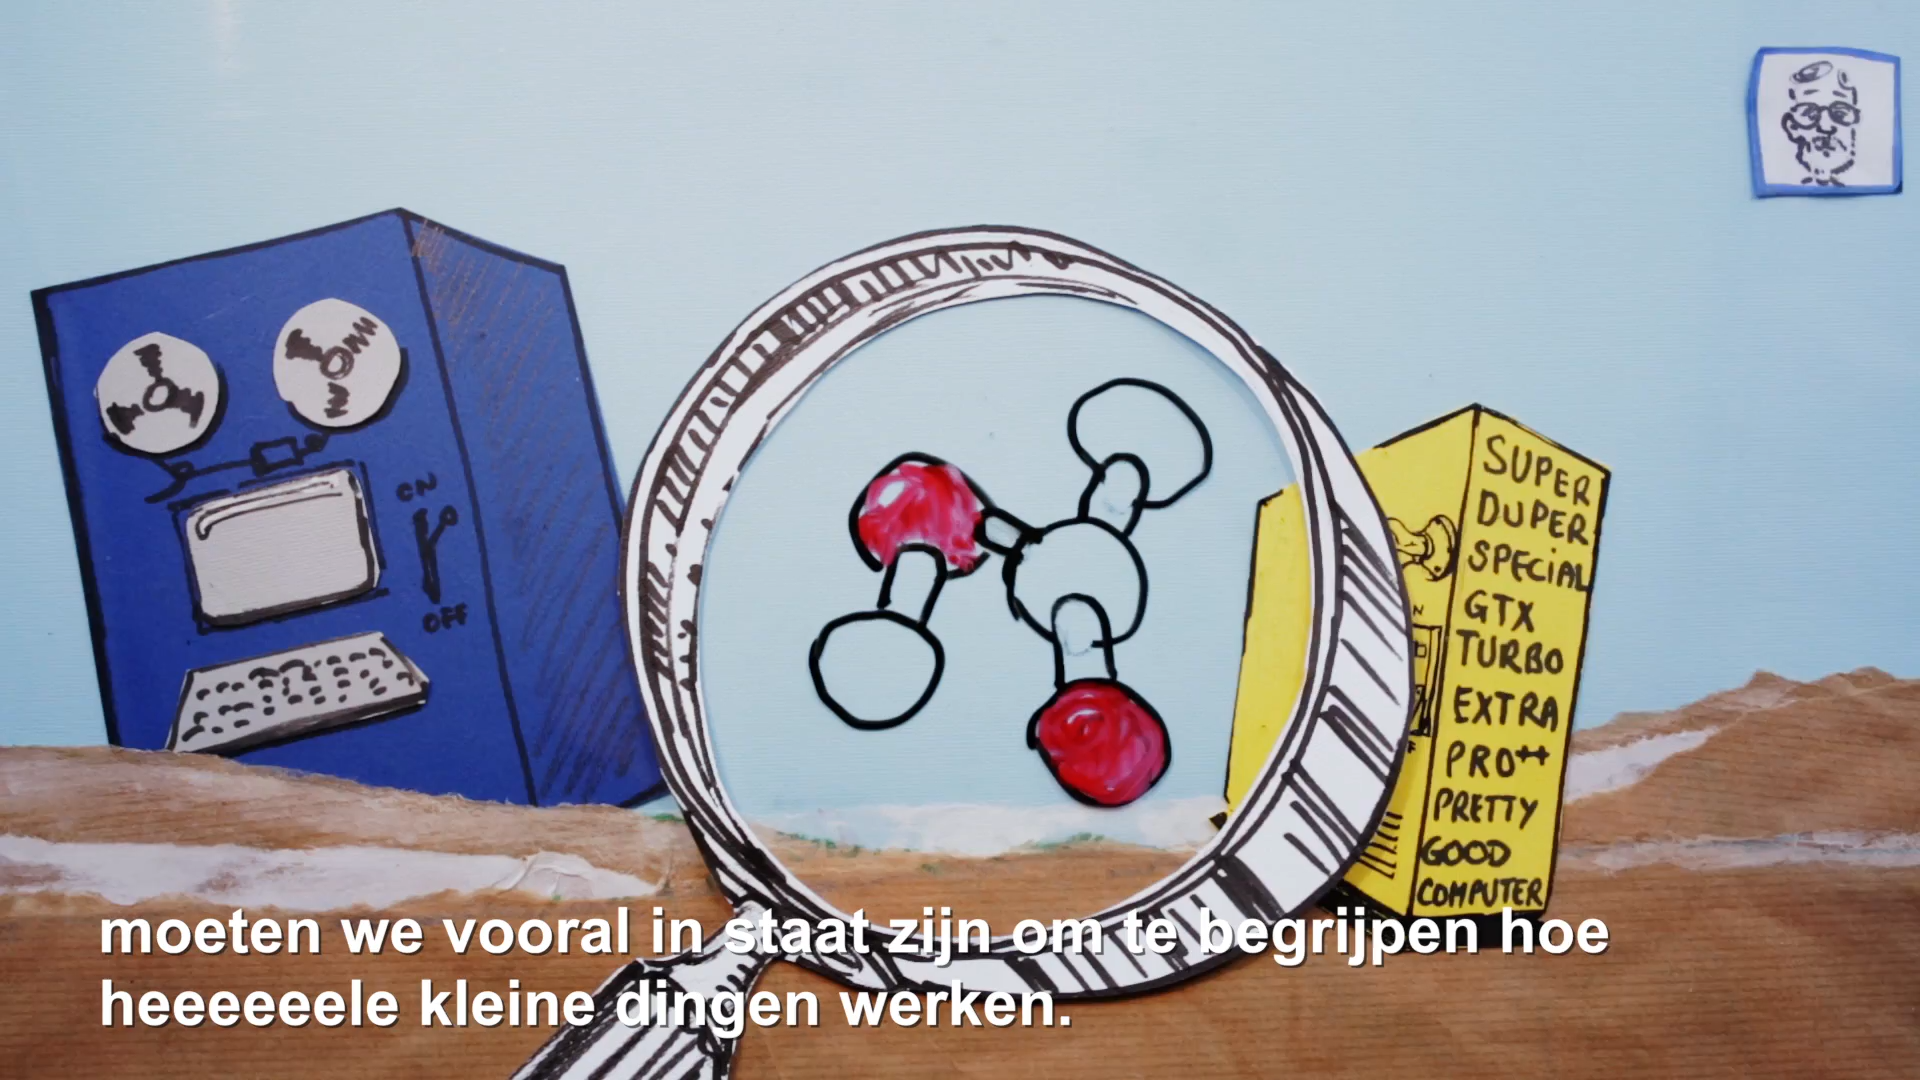 ON
OFF
SUPER
DUPER
SPECiAL
GTX
TURBO
EXTRA
PRO++
PRETTY
GOOD
COMPUTER
moeten we vooral in staat zijn om te begrijpen hoe
heeeeeele kleine dingen werken.